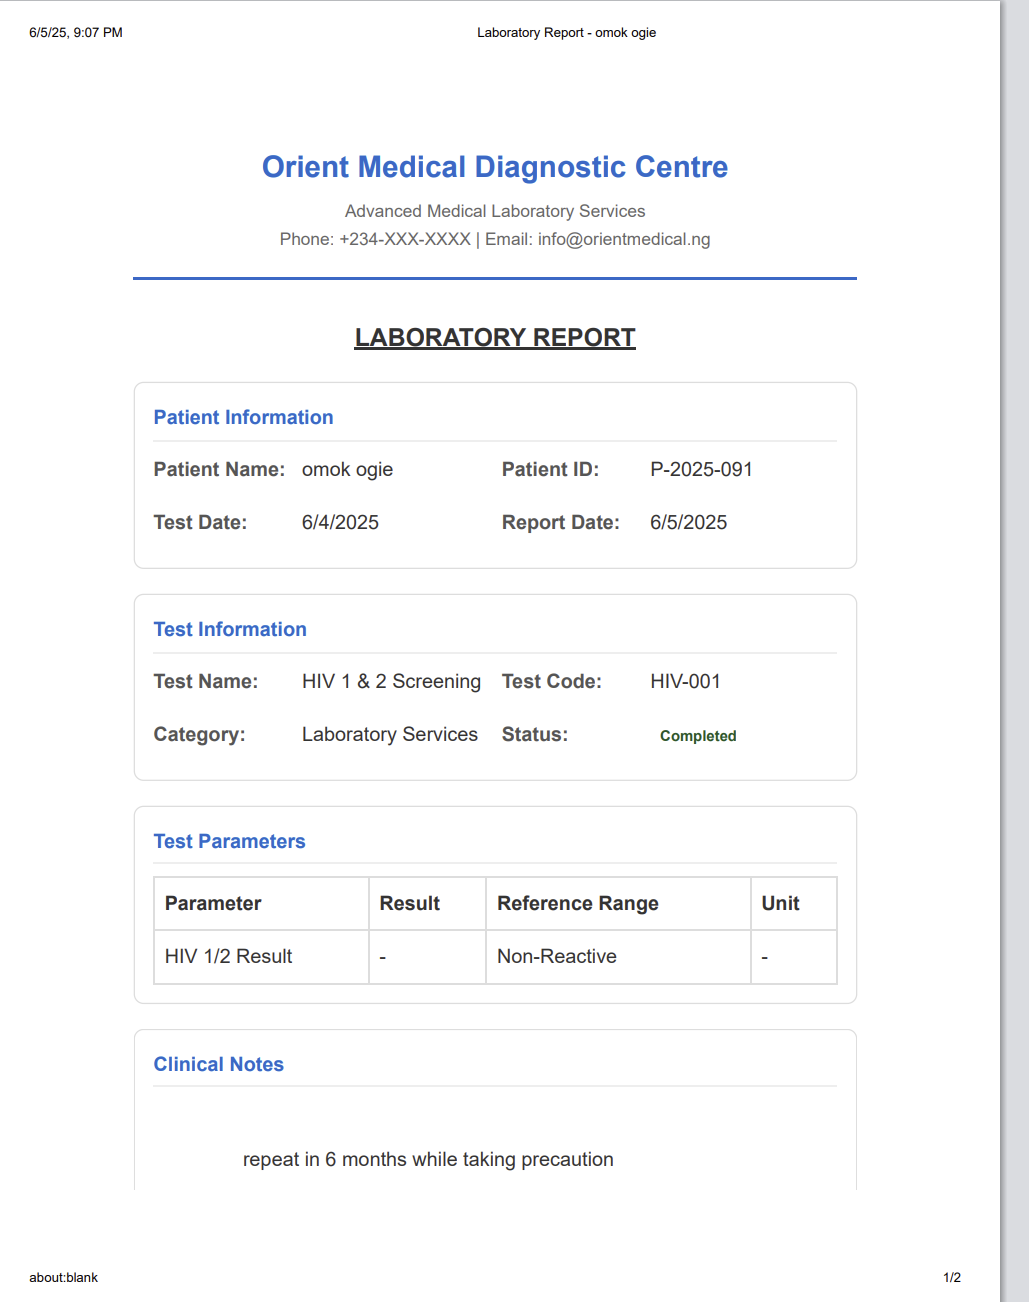 6/5/25, 9:07 PM Laboratory Report - omok ogie
Orient Medical Diagnostic Centre
Advanced Medical Laboratory Services
Phone: +234-XXX-XXXX | Email: info@orientmedical.ng
LABORATORY REPORT
Patient Information
Patient Name: omok ogie Patient ID: P-2025-091
Test Date: 6/4/2025 Report Date: 6/5/2025
Test Information
Test Name: HIV 1 & 2 Screening Test Code: HIV-001
Category: Laboratory Services Status: Completed
Test Parameters
Parameter Result Reference Range Unit
HIV 1/2 Result - Non-Reactive -
Clinical Notes
repeat in 6 months while taking precaution
about:blank 1/2